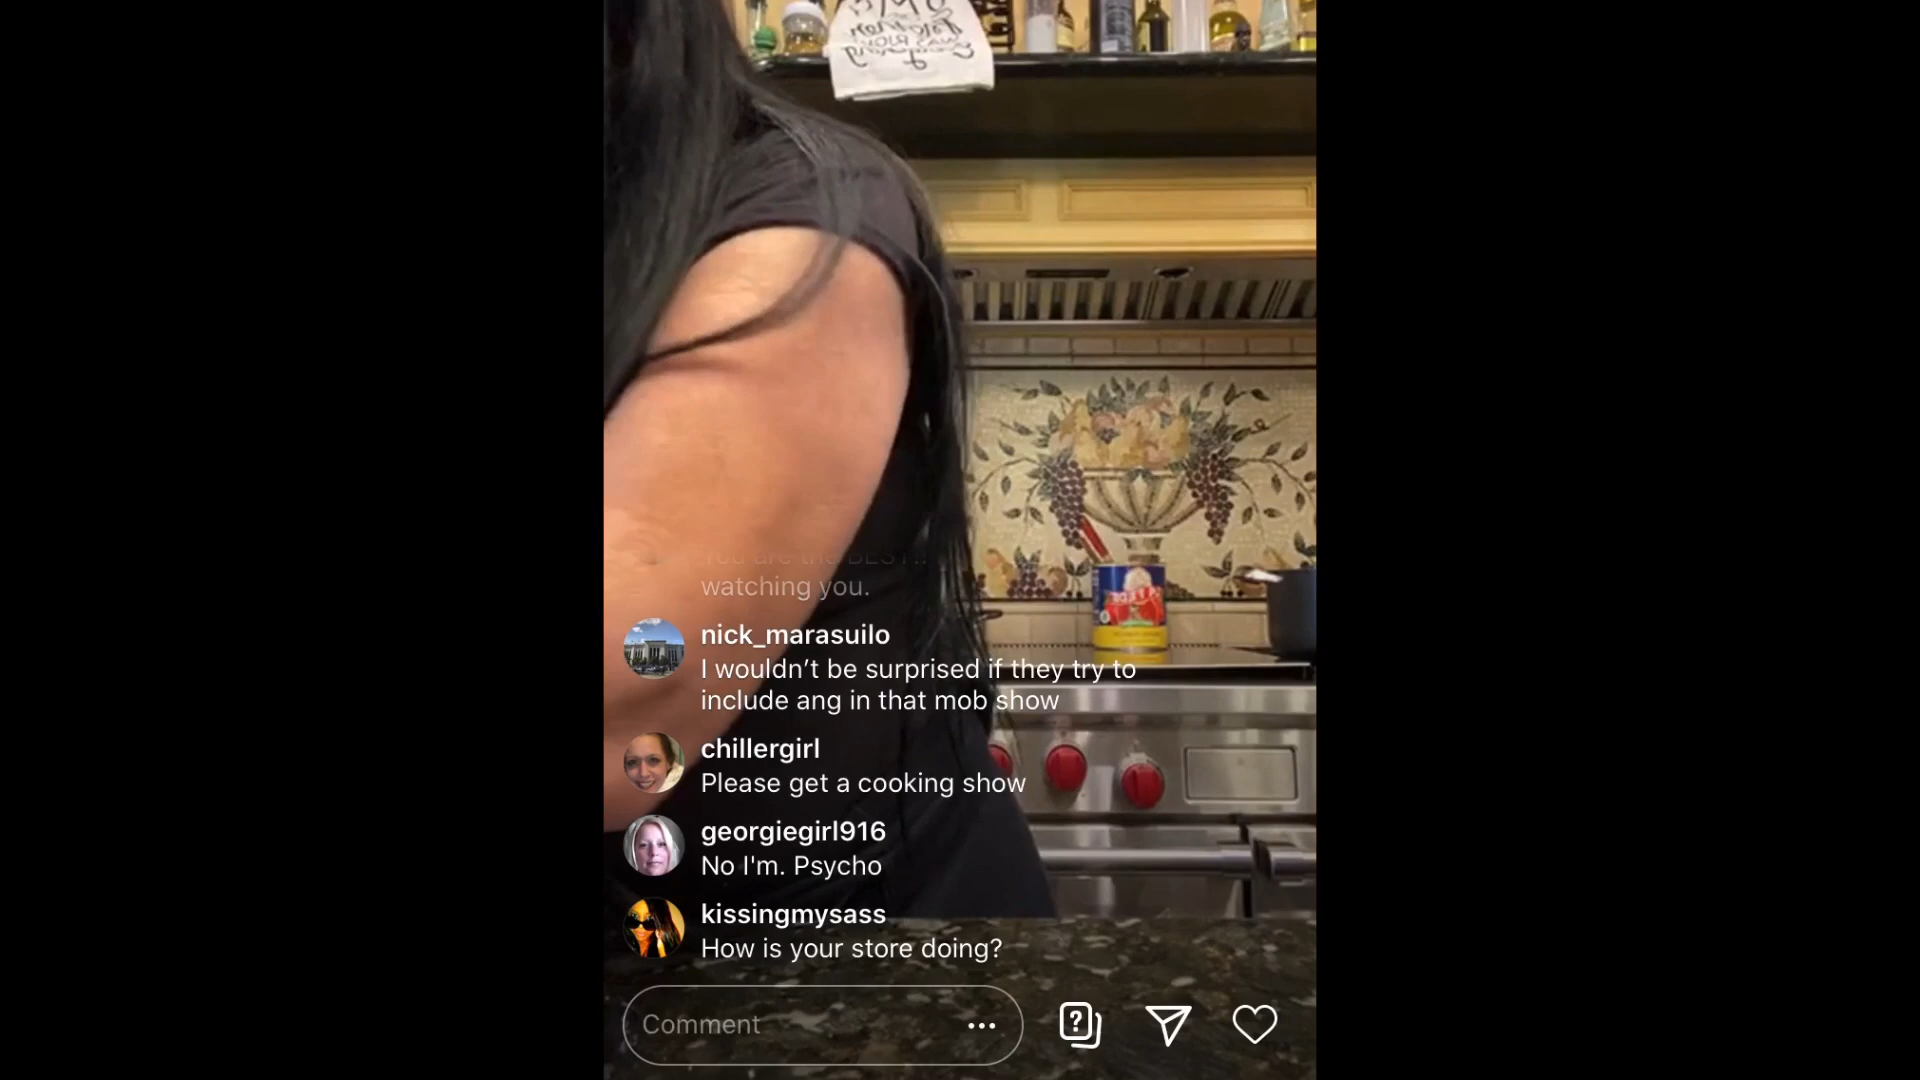 watching you.
nick_marasuilo
I wouldn’t be surprised if they try to
include ang in that mob show
chillergirl
Please get a cooking show
georgiegirl916
No I'm. Psycho
kissingmysass
How is your store doing?
Comment